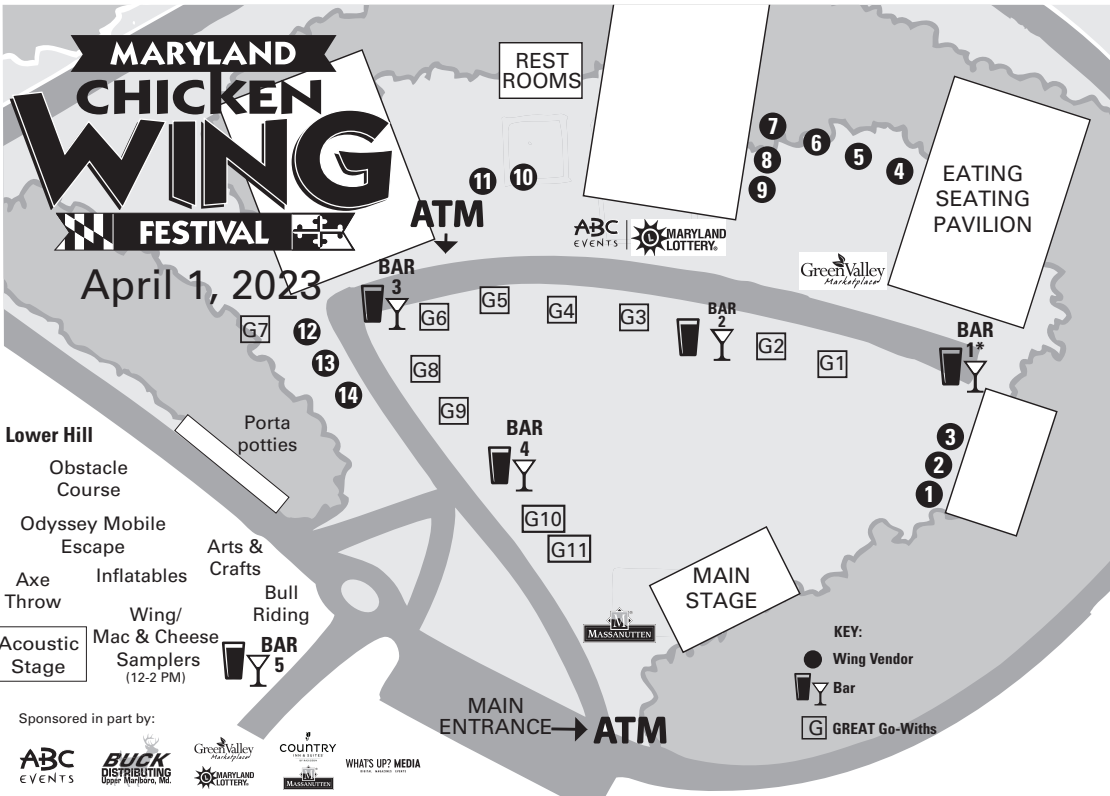 MARYLAND
CHICKEN
WING
FESTIVAL
April 1, 2023
REST
ROOMS
7
6
8
5
4
9
11
10
ATM
EATING
SEATING
PAVILION
ABC
EVENTS
MARYLAND
LOTTERY®
GreenValley
Marketplace
BAR
3
G7
12
G6
G5
G4
G3
BAR
2
G2
G1
BAR
1*
13
14
G8
G9
BAR
4
3
2
1
G10
G11
Porta
potties
Lower Hill
Obstacle
Course
Odyssey Mobile
Escape
Arts &
Crafts
Axe
Throw
Inflatables
Bull
Riding
Wing/
Mac & Cheese
Samplers
(12-2 PM)
Acoustic
Stage
BAR
5
MAIN
STAGE
M
MASSANUTTEN
KEY:
Wing Vendor
Bar
G GREAT Go-Withs
MAIN
ENTRANCE
ATM
Sponsored in part by:
ABC
EVENTS
BUCK
DISTRIBUTING
Upper Marlboro, Md.
GreenValley
Marketplace
MARYLAND
LOTTERY®
COUNTRY
INN & SUITES
M
MASSANUTTEN
WHAT'S UP? MEDIA